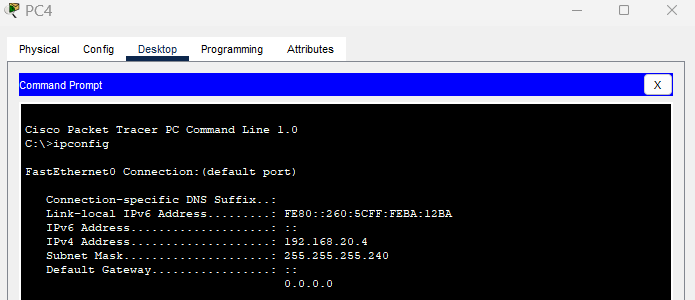 PC4
Physical Config Desktop Programming Attributes
Command Prompt
X
Cisco Packet Tracer PC Command Line 1.0
C:\>ipconfig
FastEthernet0 Connection:(default port)
Connection-specific DNS Suffix..:
Link-local IPv6 Address.........: FE80::260:5CFF:FEBA:12BA
IPv6 Address....................: ::
IPv4 Address....................: 192.168.20.4
Subnet Mask.....................: 255.255.255.240
Default Gateway.................: ::
0.0.0.0